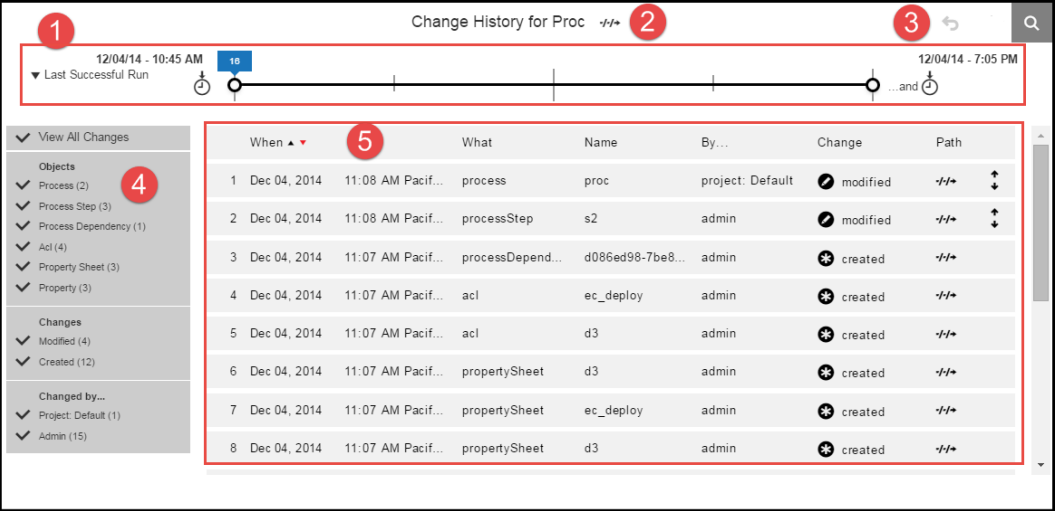 Change History for Proc
1
2
3
12/04/14 - 10:45 AM
16
12/04/14 - 7:05 PM
Last Successful Run
...and
View All Changes
Objects
Process (2)
4
Process Step (3)
Process Dependency (1)
Acl (4)
Property Sheet (3)
Property (3)
Changes
Modified (4)
Created (12)
Changed by...
Project: Default (1)
Admin (15)
5
When What Name By... Change Path
1 Dec 04, 2014 11:08 AM Pacif... process proc project: Default modified
2 Dec 04, 2014 11:08 AM Pacif... processStep s2 admin modified
3 Dec 04, 2014 11:07 AM Pacif... processDepend... d086ed98-7be8... admin created
4 Dec 04, 2014 11:07 AM Pacif... acl ec_deploy admin created
5 Dec 04, 2014 11:07 AM Pacif... acl d3 admin created
6 Dec 04, 2014 11:07 AM Pacif... propertySheet d3 admin created
7 Dec 04, 2014 11:07 AM Pacif... propertySheet ec_deploy admin created
8 Dec 04, 2014 11:07 AM Pacif... propertySheet d3 admin created